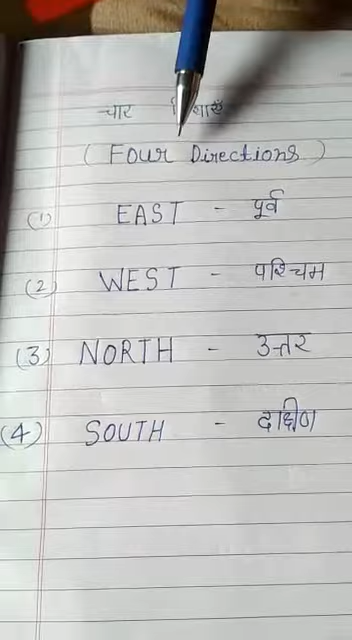 चार
( Four Directions )
(1) EAST - पूर्व
(2) WEST - पश्चिम
(3) NORTH - उत्तर
(4) SOUTH - दक्षिण